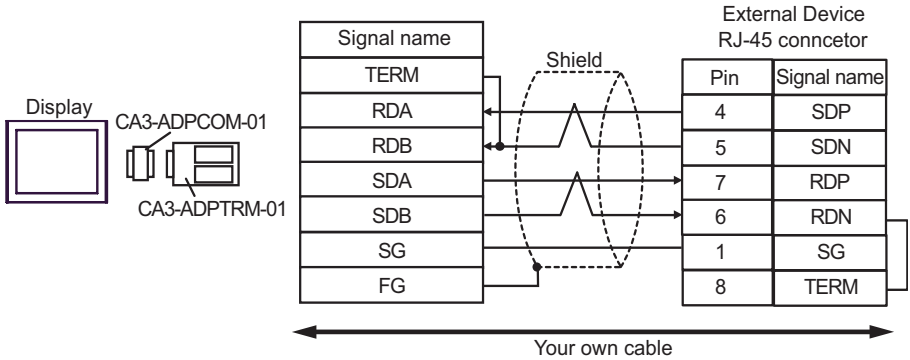 Display
CA3-ADPCOM-01
CA3-ADPTRM-01
Signal name
TERM
RDA
RDB
SDA
SDB
SG
FG
Shield
External Device
RJ-45 conncetor
Pin Signal name
4 SDP
5 SDN
7 RDP
6 RDN
1 SG
8 TERM
Your own cable